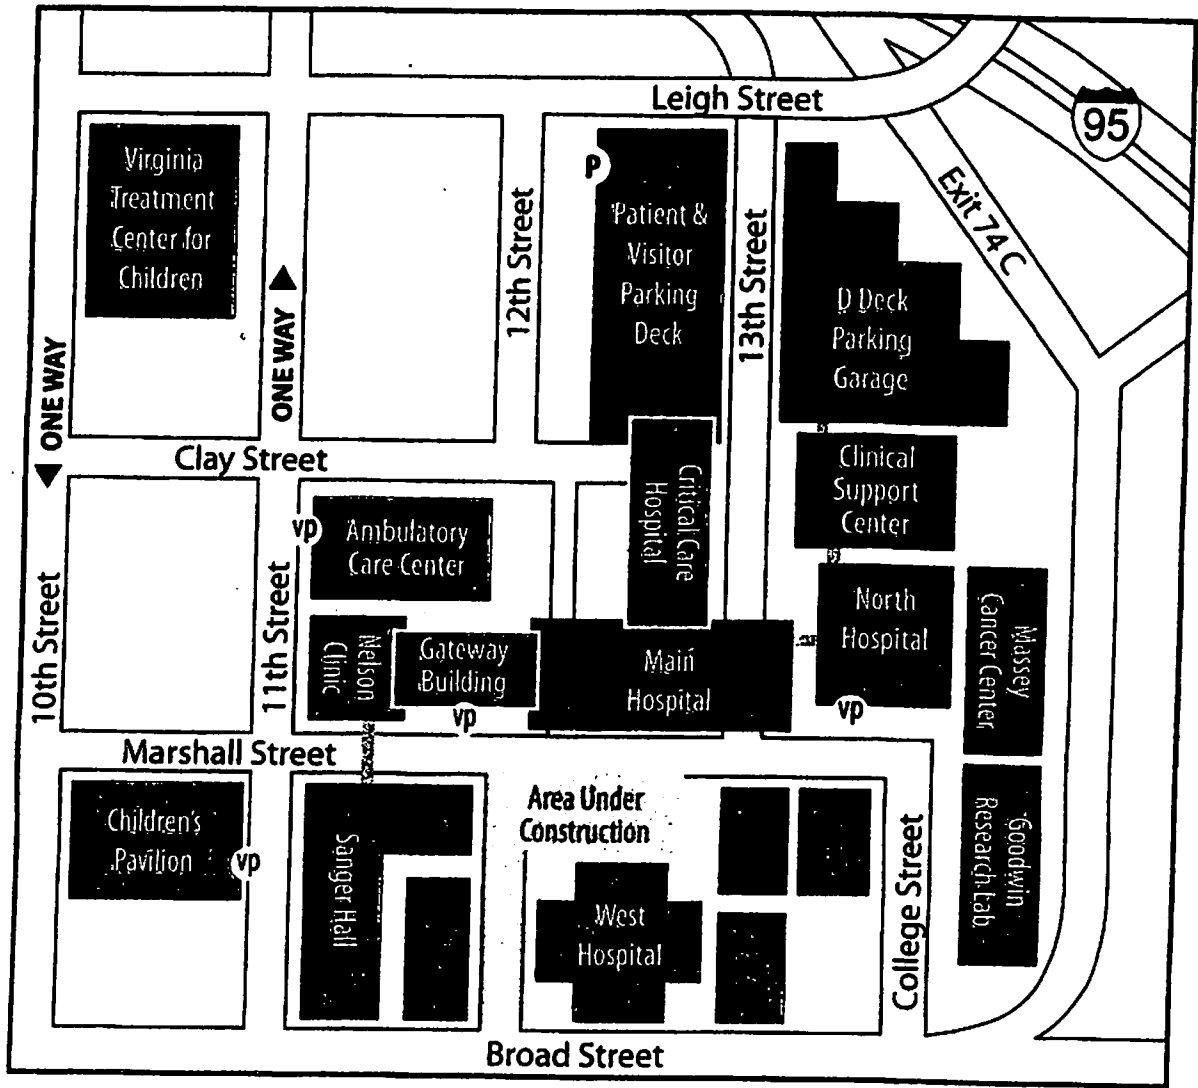 Leigh Street
95
Exit 74 C
Virginia
Treatment
Center for
Children
P
Patient &
Visitor
Parking
Deck
12th Street
13th Street
D Deck
Parking
Garage
ONE WAY
ONE WAY
Clay Street
Critical Care
Hospital
Clinical
Support
Center
vp
Ambulatory
Care Center
10th Street
11th Street
Nelson
Clinic
Gateway
Building
vp
Main
Hospital
North
Hospital
vp
Massey
Cancer Center
Marshall Street
Children's
Pavilion
vp
Sanger Hall
Area Under
Construction
West
Hospital
College Street
Goodwin
Research Lab
Broad Street